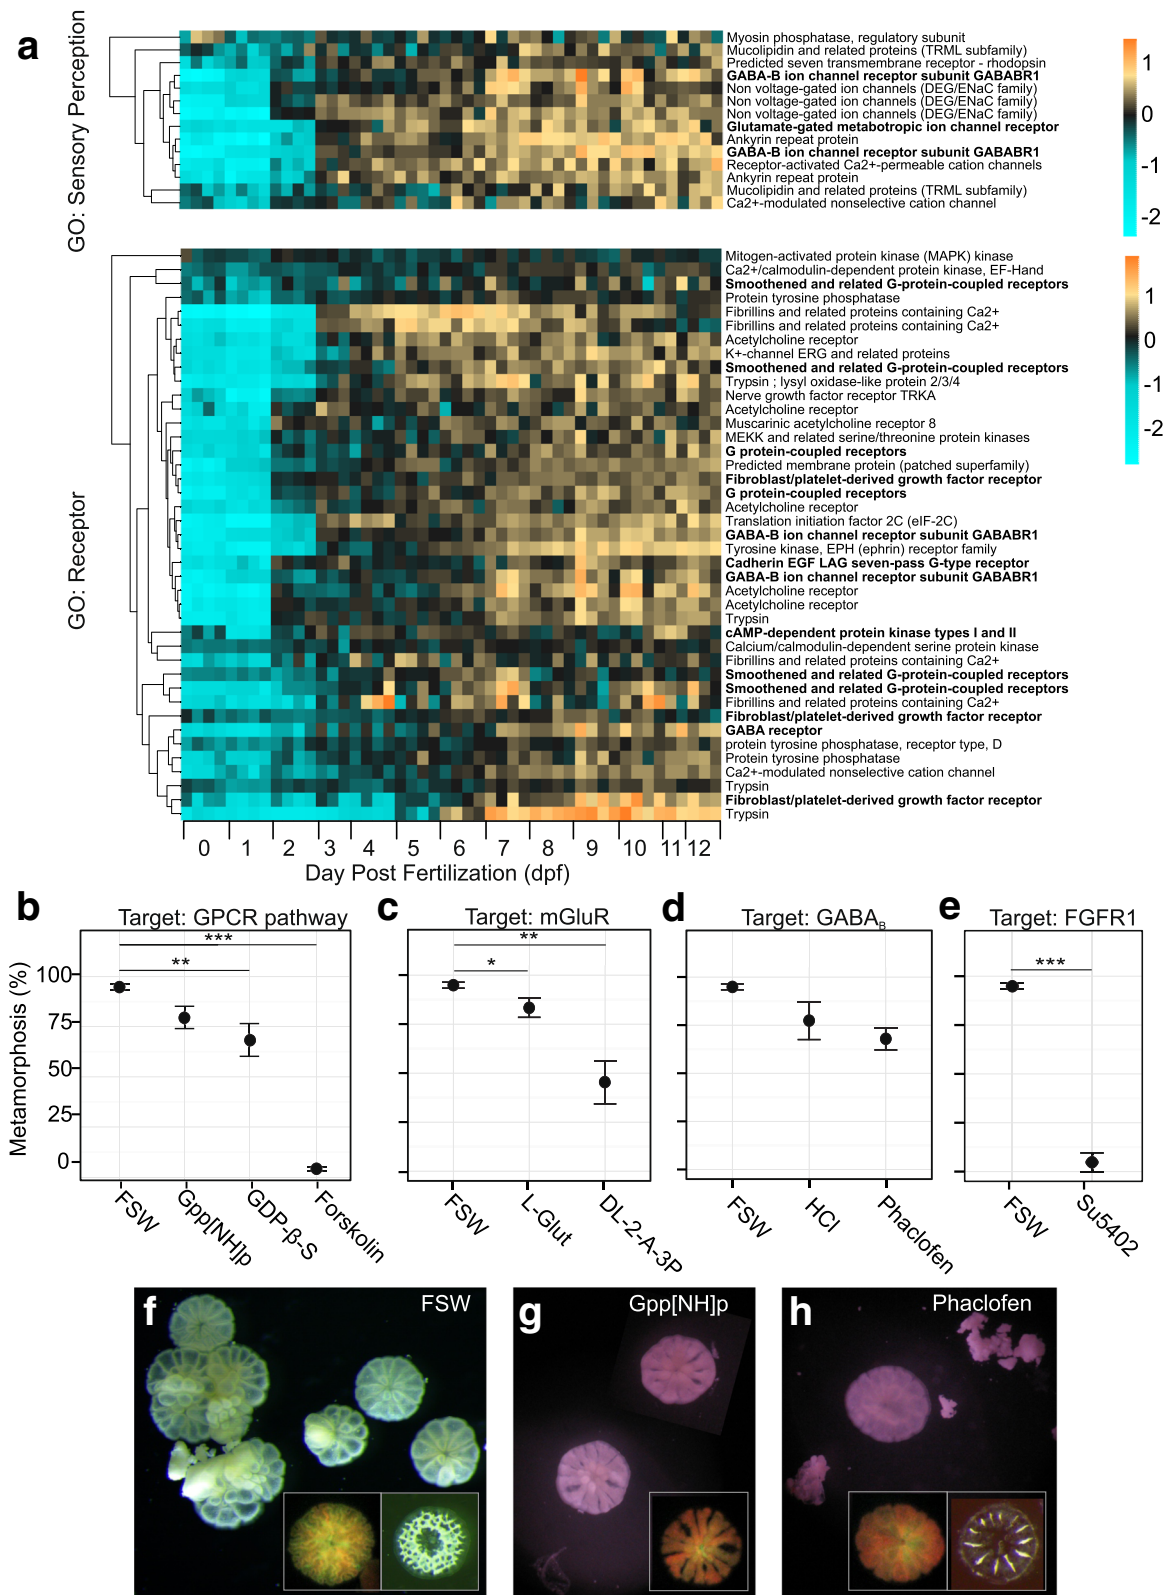 a
GO: Sensory Perception
Myosin phosphatase, regulatory subunit
Mucolipidin and related proteins (TRML subfamily)
Predicted seven transmembrane receptor - rhodopsin
GABA-B ion channel receptor subunit GABABR1
Non voltage-gated ion channels (DEG/ENaC family)
Non voltage-gated ion channels (DEG/ENaC family)
Non voltage-gated ion channels (DEG/ENaC family)
Glutamate-gated metabotropic ion channel receptor
Ankyrin repeat protein
GABA-B ion channel receptor subunit GABABR1
Receptor-activated Ca2+-permeable cation channels
Ankyrin repeat protein
Mucolipidin and related proteins (TRML subfamily)
Ca2+-modulated nonselective cation channel
1
0
-1
-2
GO: Receptor
Mitogen-activated protein kinase (MAPK) kinase
Ca2+/calmodulin-dependent protein kinase, EF-Hand
Smoothened and related G-protein-coupled receptors
Protein tyrosine phosphatase
Fibrillins and related proteins containing Ca2+
Fibrillins and related proteins containing Ca2+
Acetylcholine receptor
K+-channel ERG and related proteins
Smoothened and related G-protein-coupled receptors
Trypsin ; lysyl oxidase-like protein 2/3/4
Nerve growth factor receptor TRKA
Acetylcholine receptor
Muscarinic acetylcholine receptor 8
MEKK and related serine/threonine protein kinases
G protein-coupled receptors
Predicted membrane protein (patched superfamily)
Fibroblast/platelet-derived growth factor receptor
G protein-coupled receptors
Acetylcholine receptor
Translation initiation factor 2C (eIF-2C)
GABA-B ion channel receptor subunit GABABR1
Tyrosine kinase, EPH (ephrin) receptor family
Cadherin EGF LAG seven-pass G-type receptor
GABA-B ion channel receptor subunit GABABR1
Acetylcholine receptor
Acetylcholine receptor
Trypsin
cAMP-dependent protein kinase types I and II
Calcium/calmodulin-dependent serine protein kinase
Fibrillins and related proteins containing Ca2+
Smoothened and related G-protein-coupled receptors
Smoothened and related G-protein-coupled receptors
Fibrillins and related proteins containing Ca2+
Fibroblast/platelet-derived growth factor receptor
GABA receptor
protein tyrosine phosphatase, receptor type, D
Protein tyrosine phosphatase
Ca2+-modulated nonselective cation channel
Trypsin
Fibroblast/platelet-derived growth factor receptor
Trypsin
1
0
-1
-2
0 1 2 3 4 5 6 7 8 9 10 11 12
Day Post Fertilization (dpf)
b
Target: GPCR pathway
Metamorphosis (%)
100
75
50
25
0
***
**
FSW
Gpp[NH]p
GDP-β-S
Forskolin
c
Target: mGluR
**
*
FSW
L-Glut
DL-2-A-3P
d
Target: GABAB
FSW
HCl
Phaclofen
e
Target: FGFR1
***
FSW
Su5402
f
FSW
g
Gpp[NH]p
h
Phaclofen